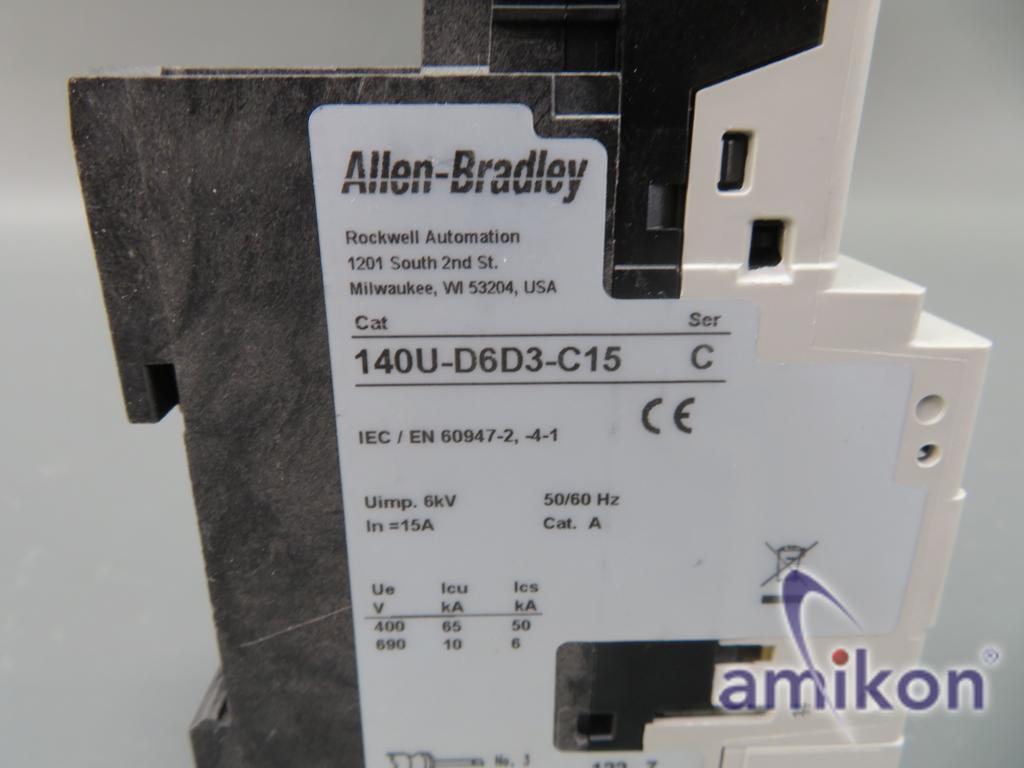 Allen-Bradley
Rockwell Automation
1201 South 2nd St.
Milwaukee, WI 53204, USA
Cat Ser
140U-D6D3-C15 C
CE
IEC / EN 60947-2, -4-1
Uimp. 6kV 50/60 Hz
In =15A Cat. A
Ue Icu Ics
V kA kA
400 65 50
690 10 6
amikon®
No. 3